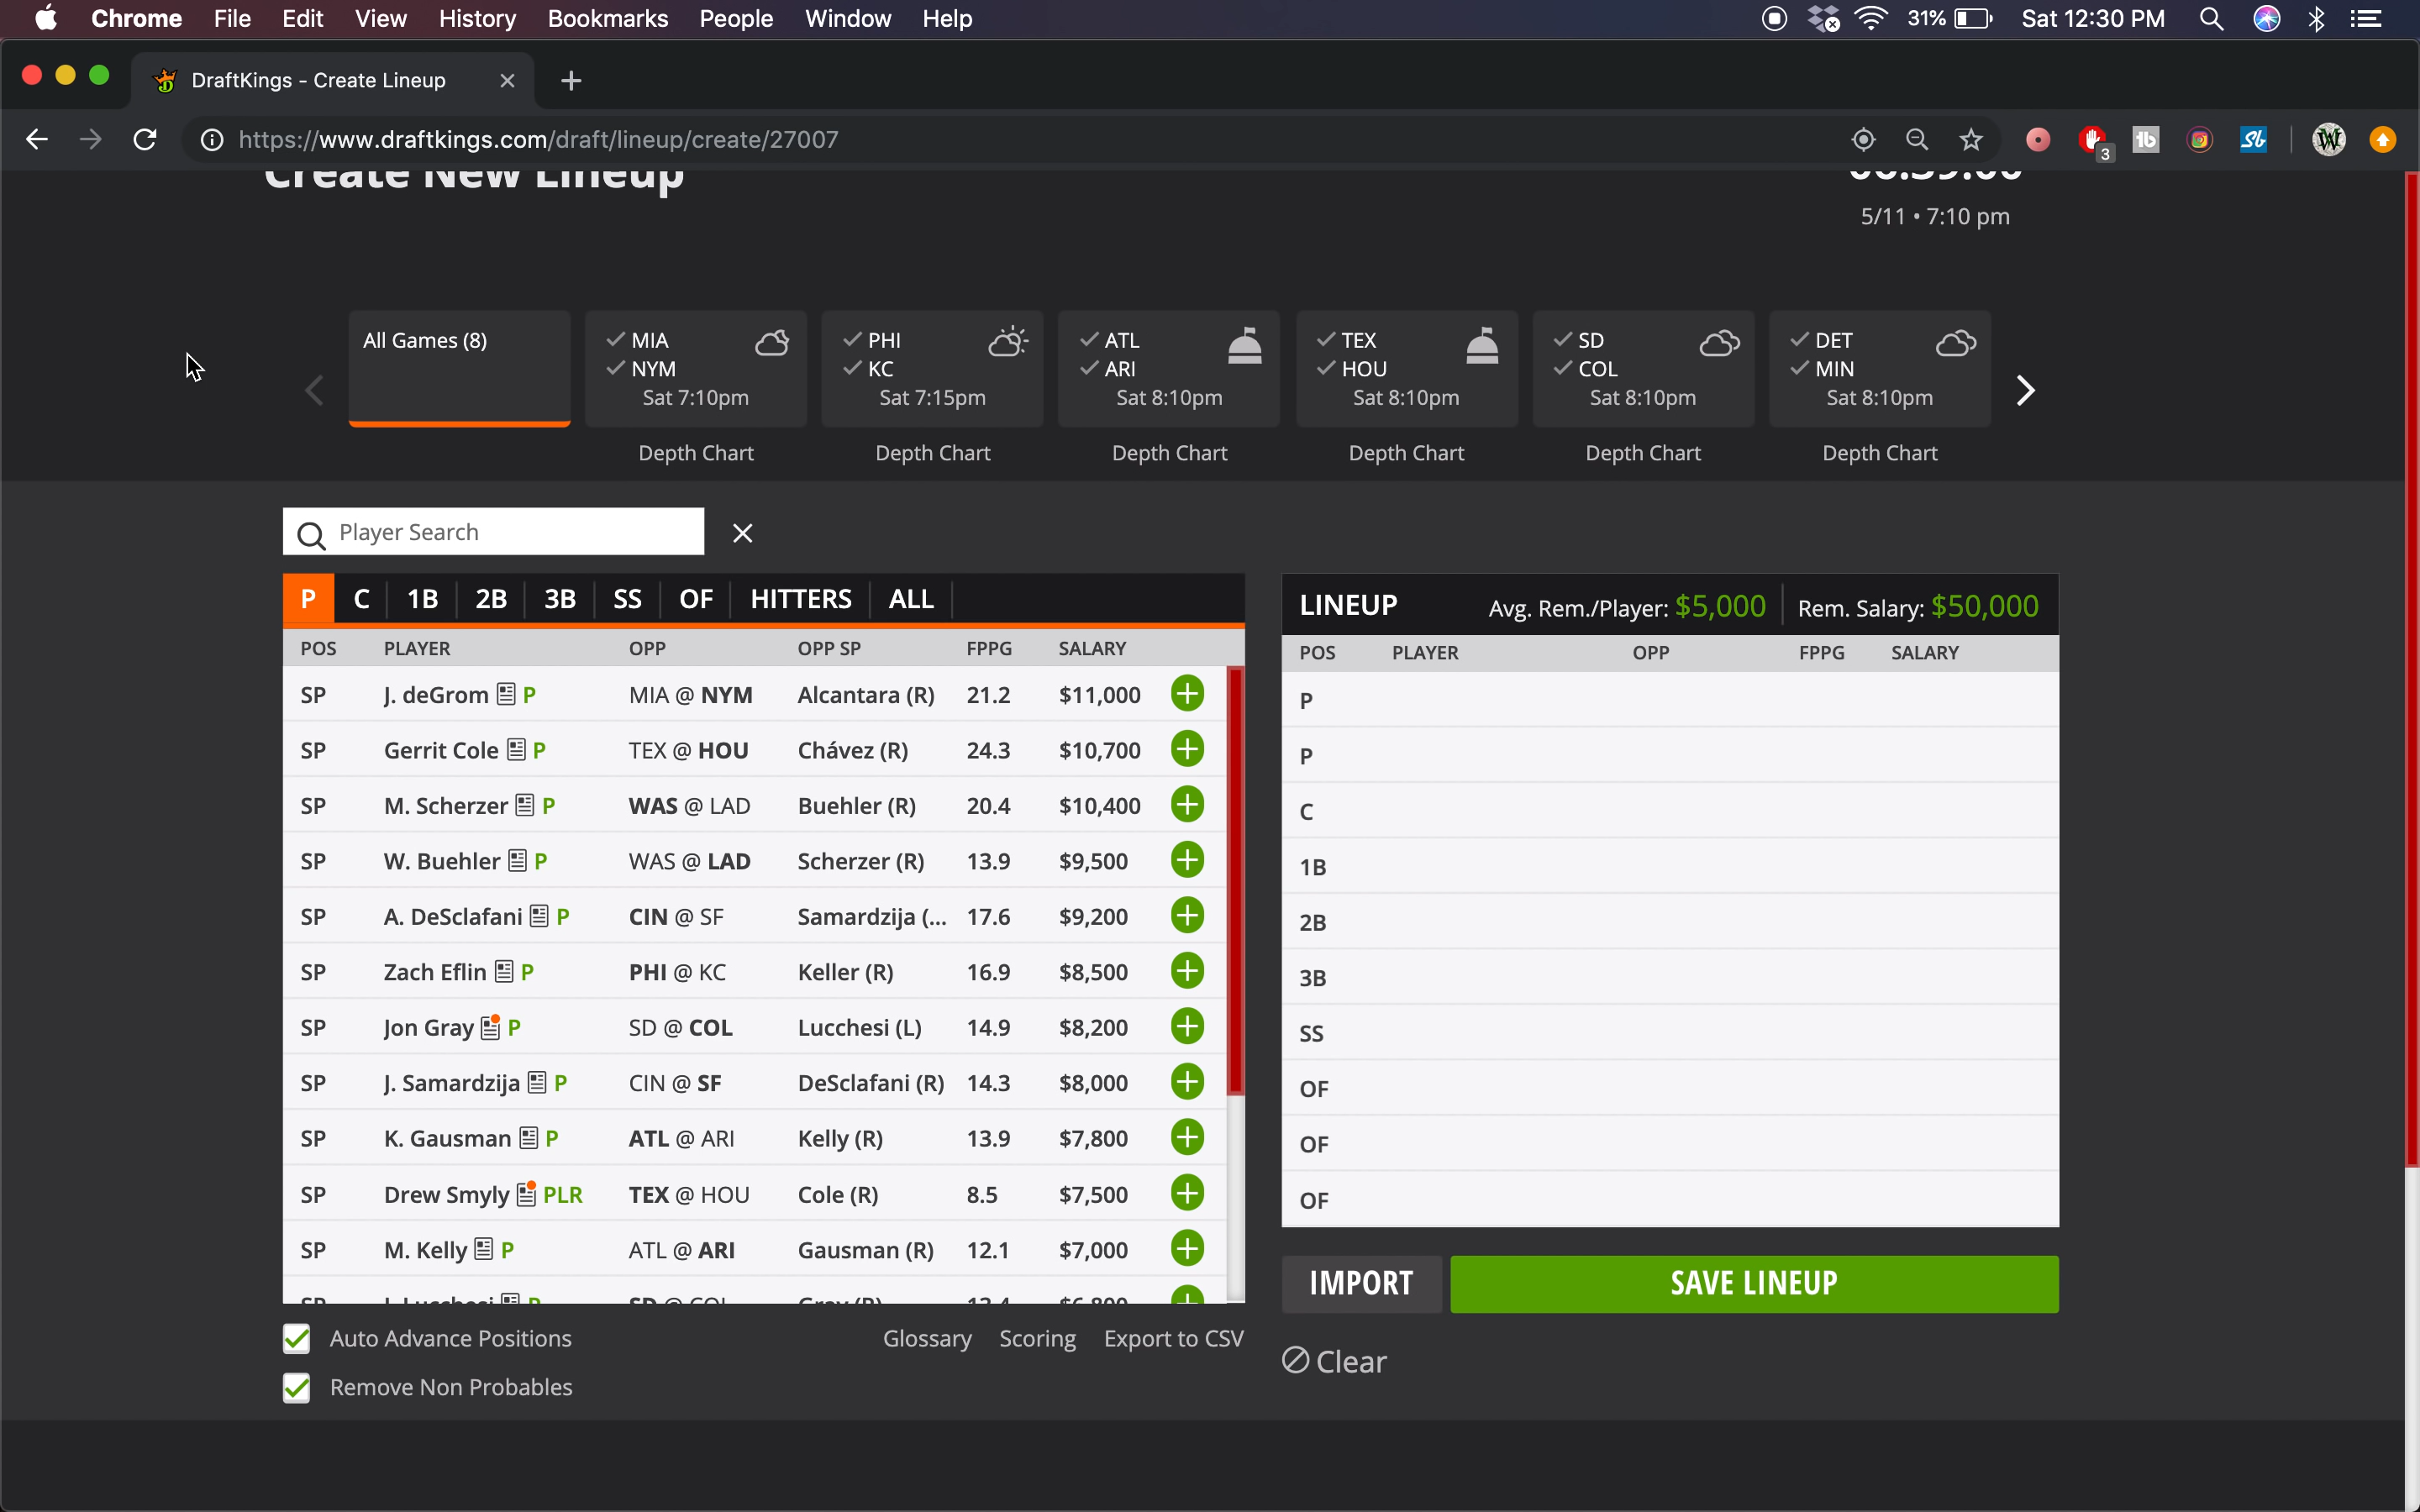 Chrome File Edit View History Bookmarks People Window Help 31% Sat 12:30 PM
DraftKings - Create Lineup
https://www.draftkings.com/draft/lineup/create/27007 3 tb Sb W
Create New Lineup
5/11 • 7:10 pm
All Games (8)
MIA
NYM
Sat 7:10pm
Depth Chart
PHI
KC
Sat 7:15pm
Depth Chart
ATL
ARI
Sat 8:10pm
Depth Chart
TEX
HOU
Sat 8:10pm
Depth Chart
SD
COL
Sat 8:10pm
Depth Chart
DET
MIN
Sat 8:10pm
Depth Chart
Player Search
P C 1B 2B 3B SS OF HITTERS ALL
POS PLAYER OPP OPP SP FPPG SALARY
SP J. deGrom P MIA @ NYM Alcantara (R) 21.2 $11,000
SP Gerrit Cole P TEX @ HOU Chávez (R) 24.3 $10,700
SP M. Scherzer P WAS @ LAD Buehler (R) 20.4 $10,400
SP W. Buehler P WAS @ LAD Scherzer (R) 13.9 $9,500
SP A. DeSclafani P CIN @ SF Samardzija (... 17.6 $9,200
SP Zach Eflin P PHI @ KC Keller (R) 16.9 $8,500
SP Jon Gray P SD @ COL Lucchesi (L) 14.9 $8,200
SP J. Samardzija P CIN @ SF DeSclafani (R) 14.3 $8,000
SP K. Gausman P ATL @ ARI Kelly (R) 13.9 $7,800
SP Drew Smyly PLR TEX @ HOU Cole (R) 8.5 $7,500
SP M. Kelly P ATL @ ARI Gausman (R) 12.1 $7,000
Auto Advance Positions
Remove Non Probables
Glossary Scoring Export to CSV
LINEUP Avg. Rem./Player: $5,000 Rem. Salary: $50,000
POS PLAYER OPP FPPG SALARY
P
P
C
1B
2B
3B
SS
OF
OF
OF
IMPORT SAVE LINEUP
Clear